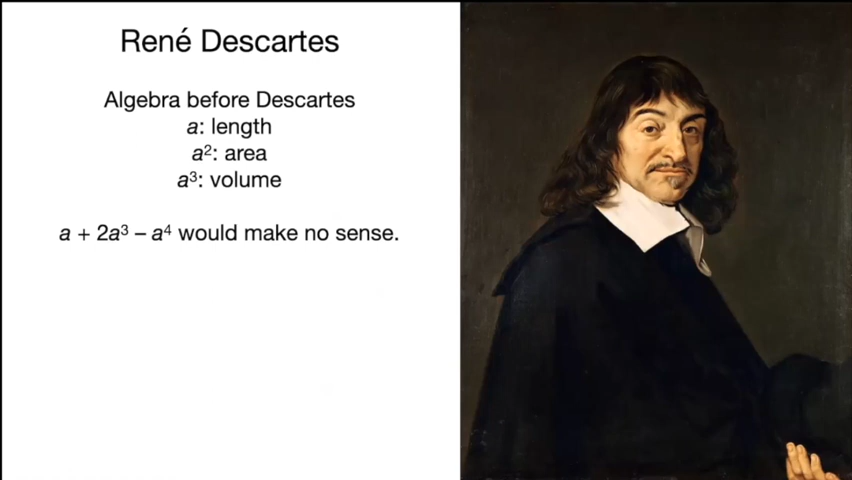 René Descartes
Algebra before Descartes
a: length
a²: area
a³: volume
a + 2a³ – a⁴ would make no sense.